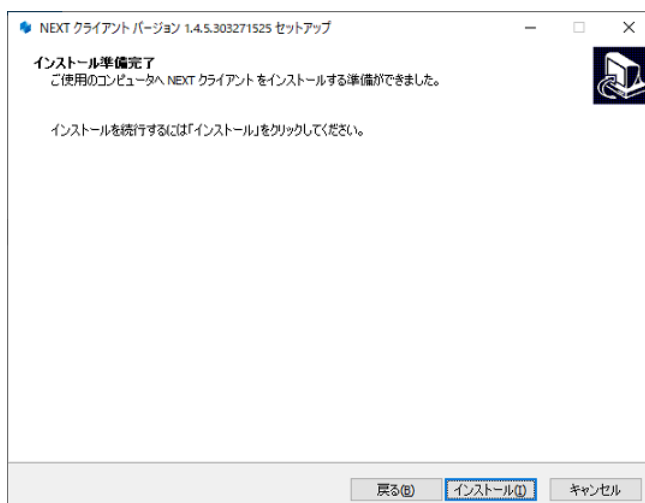 NEXT クライアント バージョン 1.4.5.303271525 セットアップ
インストール準備完了
ご使用のコンピュータへ NEXT クライアント をインストールする準備ができました。
インストールを続行するには「インストール」をクリックしてください。
戻る(B) インストール(I) キャンセル